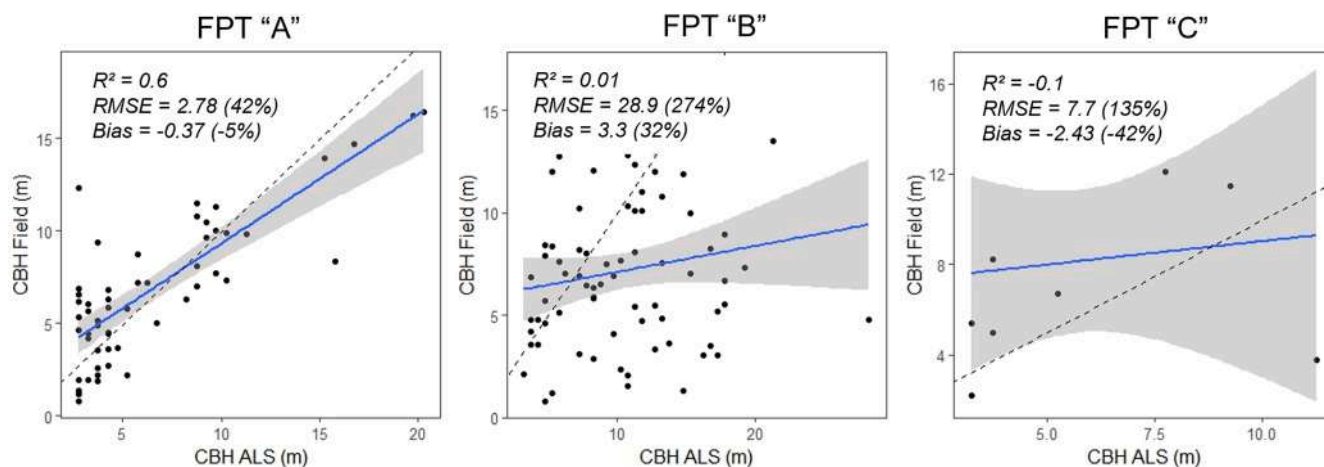 FPT “A”
R² = 0.6
RMSE = 2.78 (42%)
Bias = -0.37 (-5%)
CBH Field (m)
15
10
5
0
5
10
15
20
CBH ALS (m)
FPT “B”
R² = 0.01
RMSE = 28.9 (274%)
Bias = 3.3 (32%)
CBH Field (m)
15
10
5
0
10
20
CBH ALS (m)
FPT “C”
R² = -0.1
RMSE = 7.7 (135%)
Bias = -2.43 (-42%)
CBH Field (m)
16
12
8
4
5.0
7.5
10.0
CBH ALS (m)